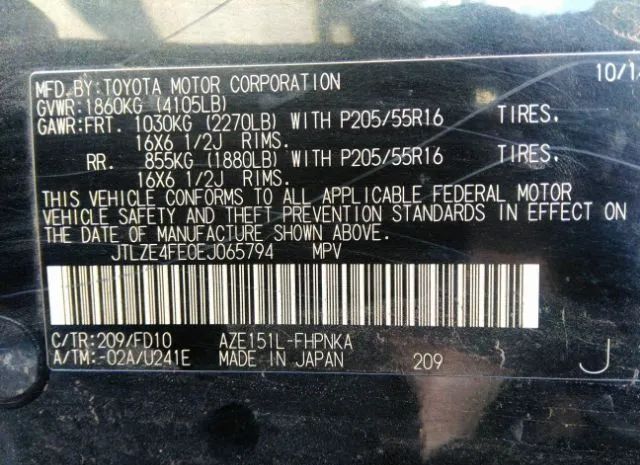 MFD.BY:TOYOTA MOTOR CORPORATION 10/1
GVWR:1860KG (4105LB)
GAWR:FRT. 1030KG (2270LB) WITH P205/55R16 TIRES.
16X6 1/2J RIMS.
RR. 855KG (1880LB) WITH P205/55R16 TIRES.
16X6 1/2J RIMS.
THIS VEHICLE CONFORMS TO ALL APPLICABLE FEDERAL MOTOR
VEHICLE SAFETY AND THEFT PREVENTION STANDARDS IN EFFECT ON
THE DATE OF MANUFACTURE SHOWN ABOVE.
JTLZE4FE0EJ065794 MPV
C/TR:209/FD10 AZE151L-FHPNKA
A/TM:-02A/U241E MADE IN JAPAN 209 J